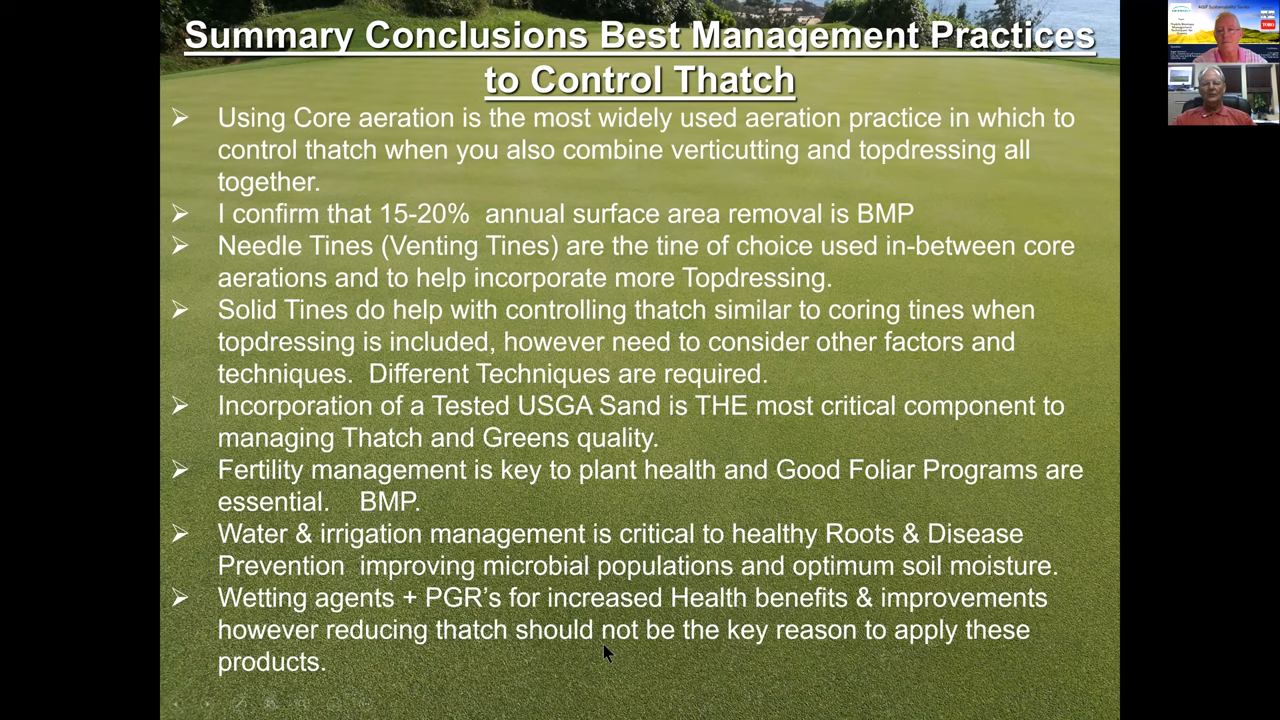 Summary Conclusions Best Management Practices
to Control Thatch
➢ Using Core aeration is the most widely used aeration practice in which to
control thatch when you also combine verticutting and topdressing all
together.
➢ I confirm that 15-20%  annual surface area removal is BMP
➢ Needle Tines (Venting Tines) are the tine of choice used in-between core
aerations and to help incorporate more Topdressing.
➢ Solid Tines do help with controlling thatch similar to coring tines when
topdressing is included, however need to consider other factors and
techniques.  Different Techniques are required.
➢ Incorporation of a Tested USGA Sand is THE most critical component to
managing Thatch and Greens quality.
➢ Fertility management is key to plant health and Good Foliar Programs are
essential.    BMP.
➢ Water & irrigation management is critical to healthy Roots & Disease
Prevention  improving microbial populations and optimum soil moisture.
➢ Wetting agents + PGR’s for increased Health benefits & improvements
however reducing thatch should not be the key reason to apply these
products.
TORO